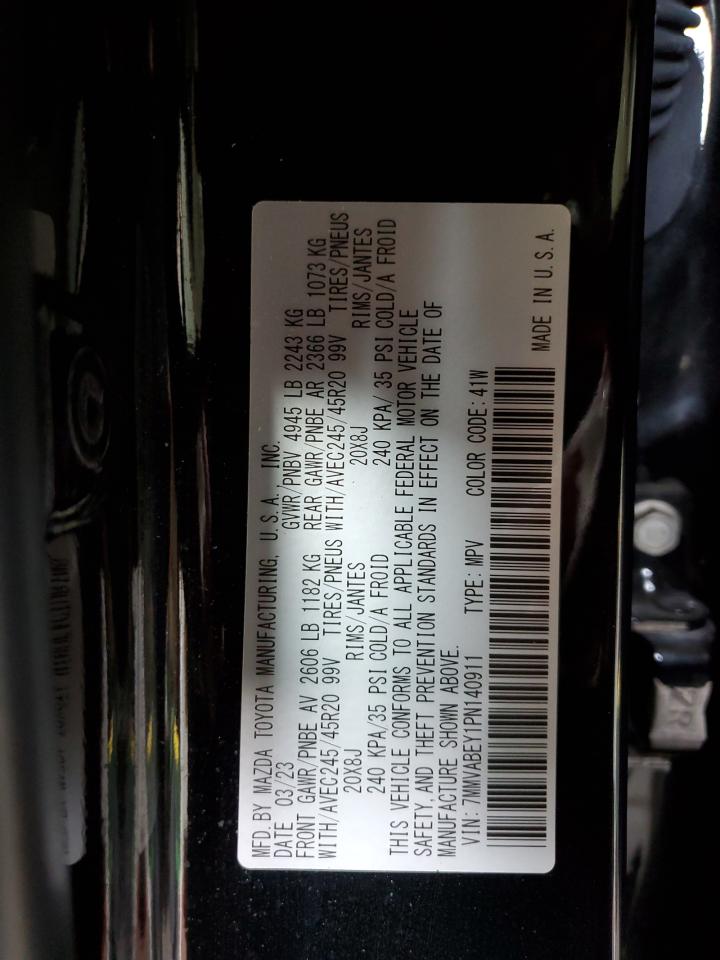 MFD. BY MAZDA TOYOTA MANUFACTURING, U.S.A., INC.
DATE 03/23 GVWR/PNBV 4945 LB 2243 KG
FRONT GAWR/PNBE AV 2606 LB 1182 KG REAR GAWR/PNBE AR 2366 LB 1073 KG
WITH/AVEC245/45R20 99V TIRES/PNEUS WITH/AVEC245/45R20 99V TIRES/PNEUS
20X8J RIMS/JANTES 20X8J RIMS/JANTES
240 KPA/35 PSI COLD/A FROID 240 KPA/ 35 PSI COLD/A FROID
THIS VEHICLE CONFORMS TO ALL APPLICABLE FEDERAL MOTOR VEHICLE
SAFETY, AND THEFT PREVENTION STANDARDS IN EFFECT ON THE DATE OF
MANUFACTURE SHOWN ABOVE.
VIN: 7MMVABEY1PN140911 TYPE: MPV COLOR CODE: 41W
MADE IN U.S.A.